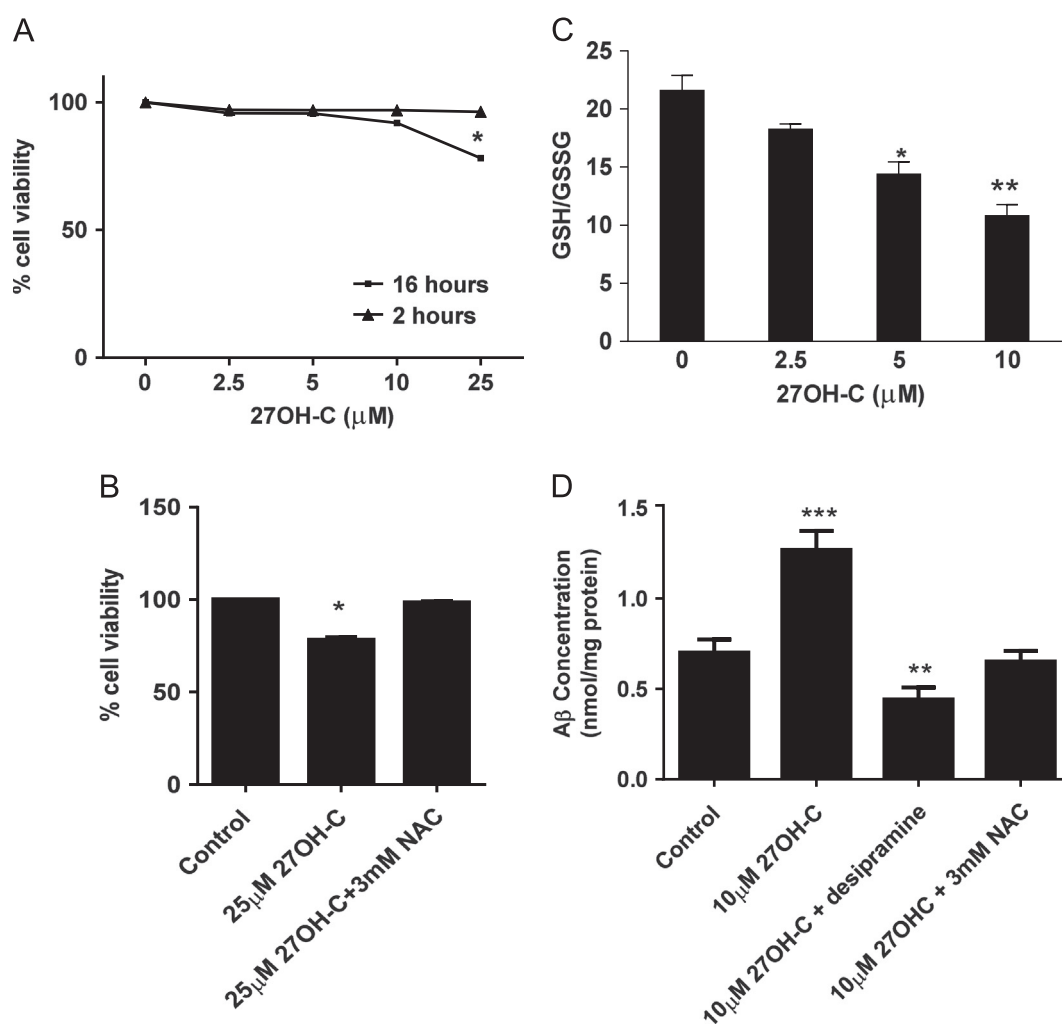 A
% cell viability
100
50
0
16 hours
2 hours
*
0 2.5 5 10 25
27OH-C (μM)
C
GSH/GSSG
25
20
15
10
5
0
*
**
0 2.5 5 10
27OH-C (μM)
B
% cell viability
150
100
50
0
*
Control
25μM 27OH-C
25μM 27OH-C+3mM NAC
D
Aβ Concentration
(nmol/mg protein)
1.5
1.0
0.5
0.0
***
**
Control
10μM 27OH-C
10μM 27OH-C + desipramine
10μM 27OHC + 3mM NAC